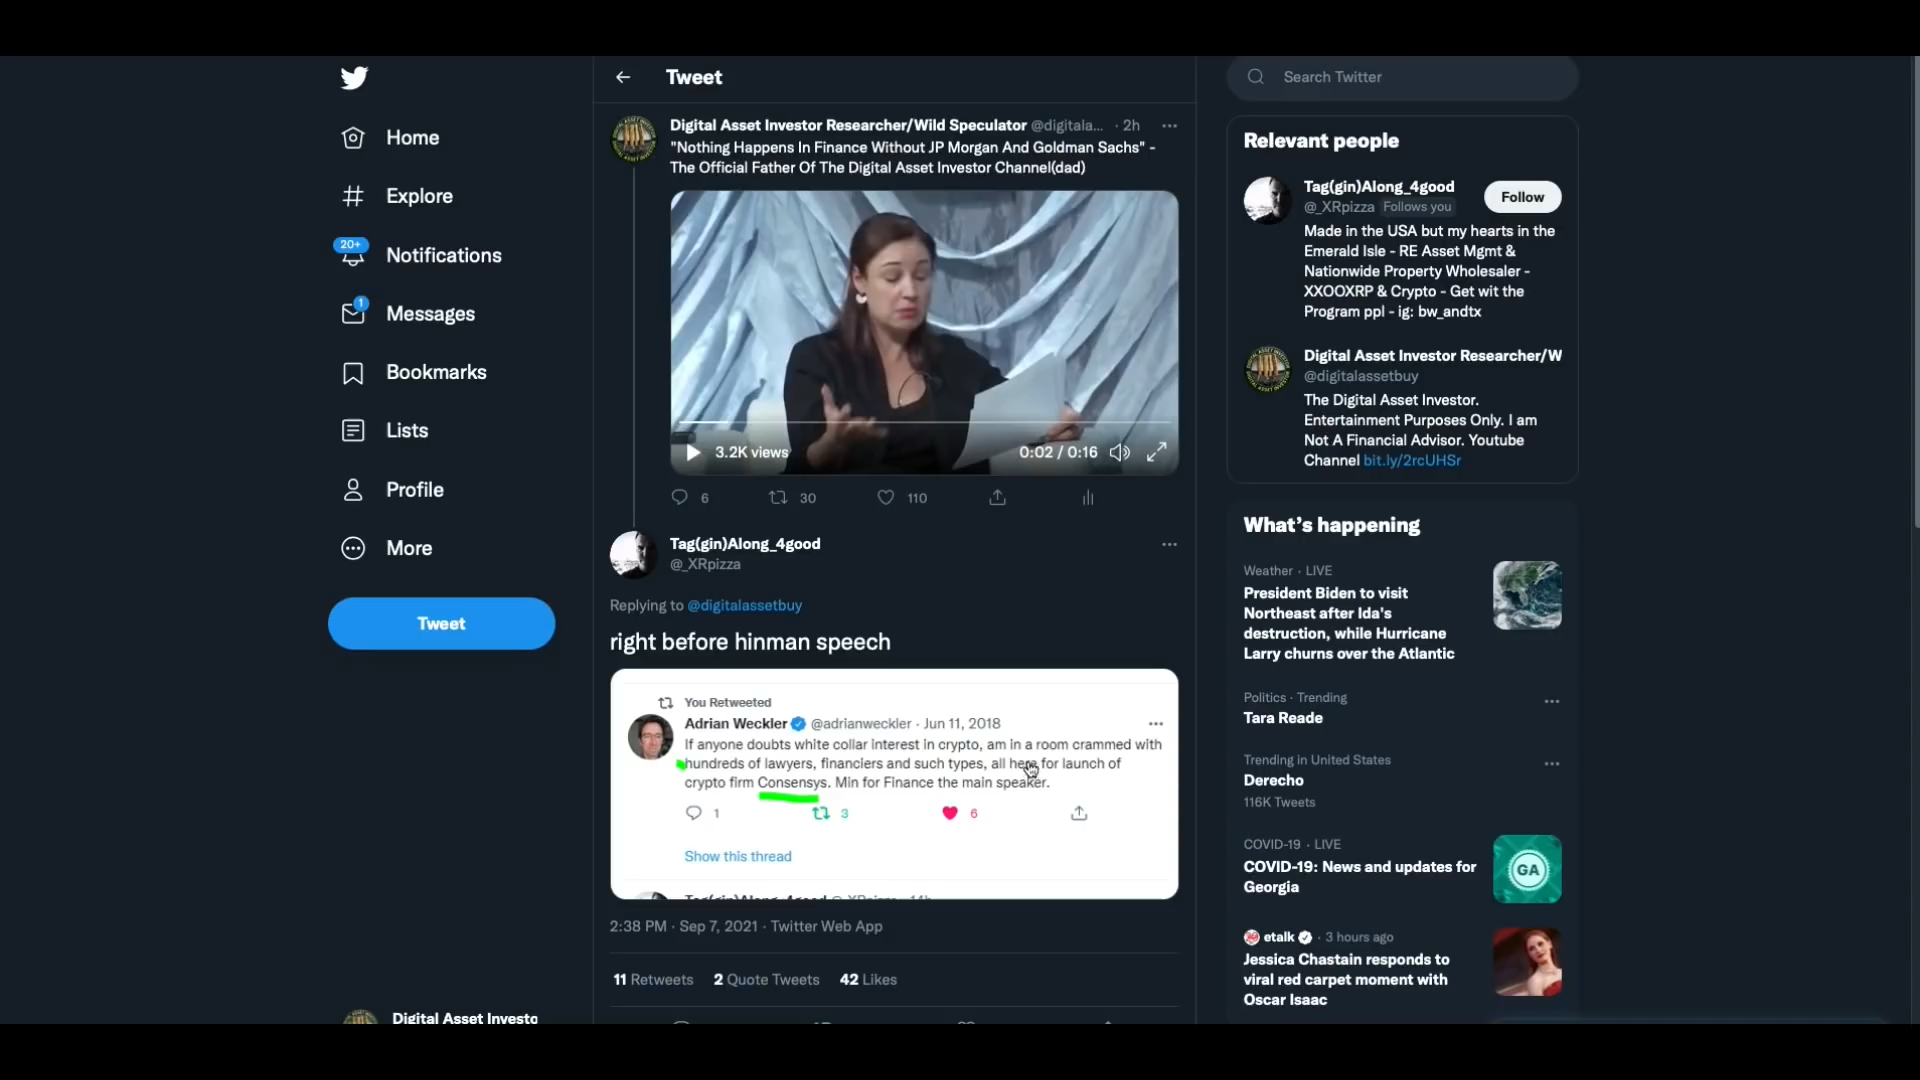 Home
Explore
20+
Notifications
1
Messages
Bookmarks
Lists
Profile
More
Tweet
Digital Asset Investo
Tweet
Digital Asset Investor Researcher/Wild Speculator @digitala... · 2h
"Nothing Happens In Finance Without JP Morgan And Goldman Sachs" -
The Official Father Of The Digital Asset Investor Channel(dad)
3.2K views
0:02 / 0:16
6 30 110
Tag(gin)Along_4good
@_XRpizza
Replying to @digitalassetbuy
right before hinman speech
You Retweeted
Adrian Weckler @adrianweckler · Jun 11, 2018
If anyone doubts white collar interest in crypto, am in a room crammed with
hundreds of lawyers, financiers and such types, all here for launch of
crypto firm Consensys. Min for Finance the main speaker.
1 3 6
Show this thread
2:38 PM · Sep 7, 2021 · Twitter Web App
11 Retweets 2 Quote Tweets 42 Likes
Search Twitter
Relevant people
Tag(gin)Along_4good
@_XRpizza Follows you
Follow
Made in the USA but my hearts in the
Emerald Isle - RE Asset Mgmt &
Nationwide Property Wholesaler -
XXOOXRP & Crypto - Get wit the
Program ppl - ig: bw_andtx
Digital Asset Investor Researcher/W
@digitalassetbuy
The Digital Asset Investor.
Entertainment Purposes Only. I am
Not A Financial Advisor. Youtube
Channel bit.ly/2rcUHSr
What's happening
Weather · LIVE
President Biden to visit
Northeast after Ida's
destruction, while Hurricane
Larry churns over the Atlantic
Politics · Trending
Tara Reade
Trending in United States
Derecho
116K Tweets
COVID-19 · LIVE
COVID-19: News and updates for
Georgia
GA
etalk · 3 hours ago
Jessica Chastain responds to
viral red carpet moment with
Oscar Isaac